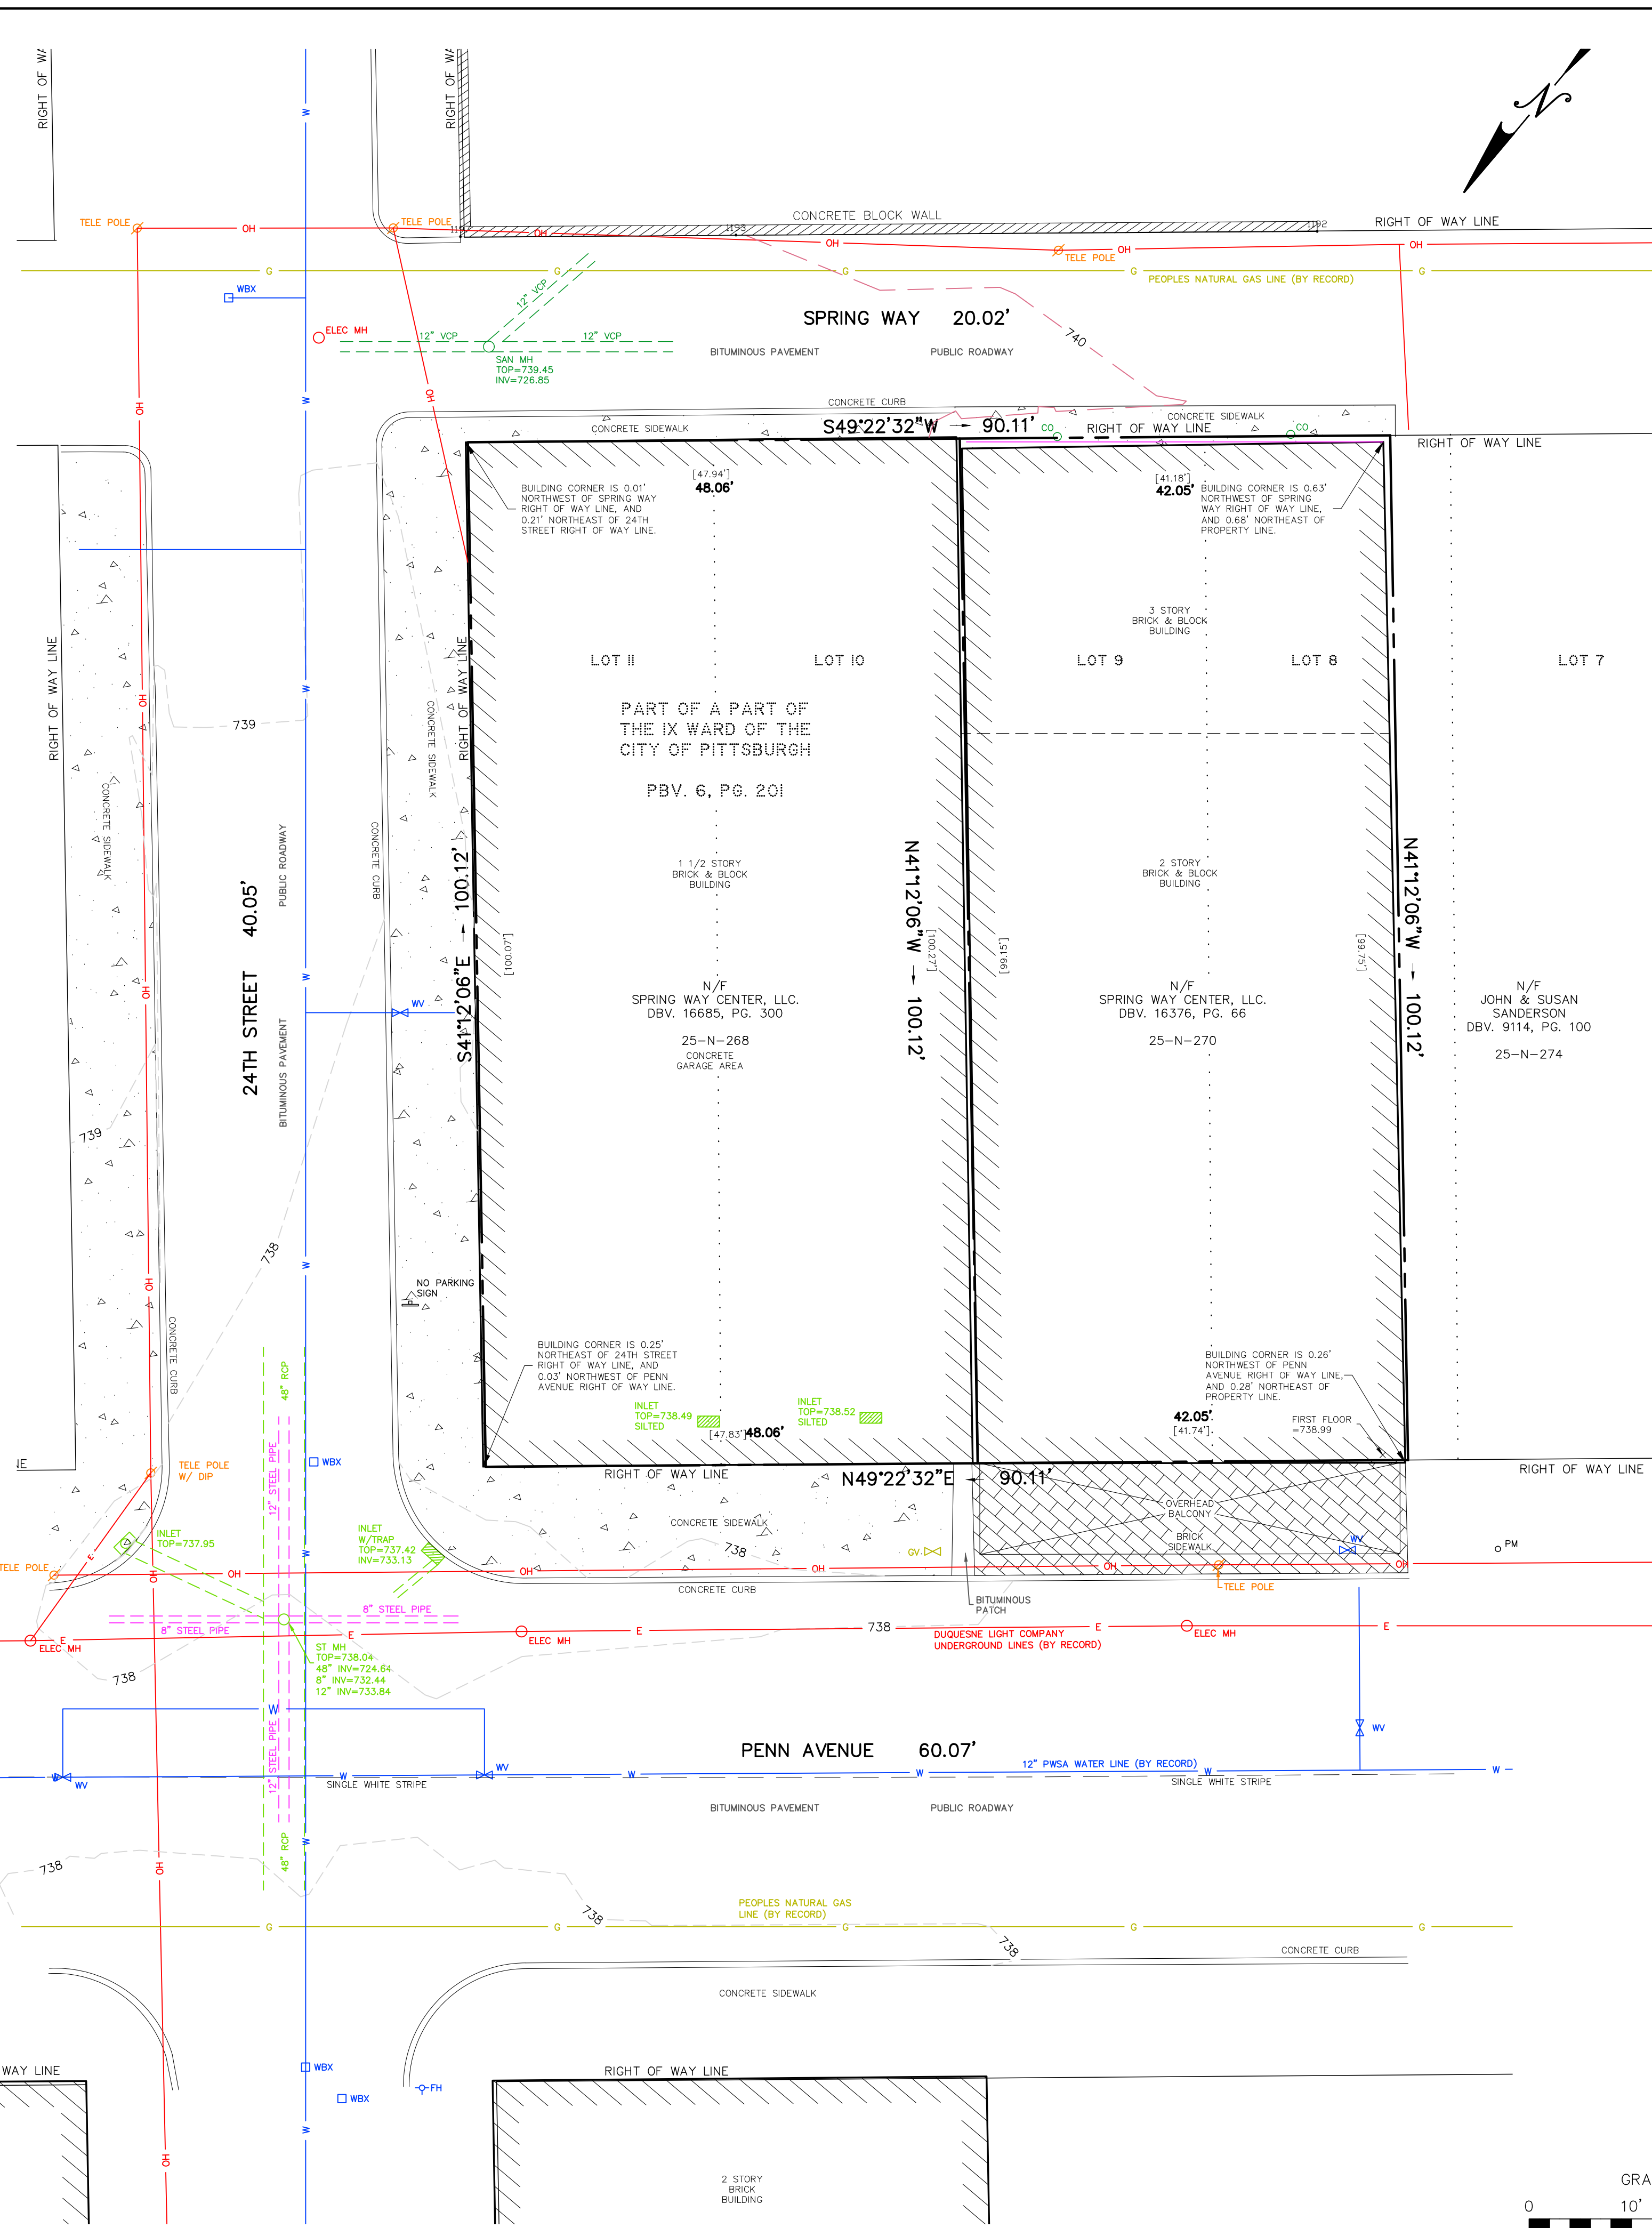 RIGHT OF WA
RIGHT OF WA
N
CONCRETE BLOCK WALL
RIGHT OF WAY LINE
TELE POLE
TELE POLE
OH
OH
1193
OH
1192
OH
TELE POLE
G
G
G
G
G
PEOPLES NATURAL GAS LINE (BY RECORD)
WBX
12" VCP
SPRING WAY 20.02'
ELEC MH
12" VCP
12" VCP
740
BITUMINOUS PAVEMENT
PUBLIC ROADWAY
SAN MH
TOP=739.45
INV=726.85
CONCRETE CURB
CONCRETE SIDEWALK
S49°22'32"W 90.11'
CO
RIGHT OF WAY LINE
CONCRETE SIDEWALK
CO
RIGHT OF WAY LINE
[47.94']
48.06'
[41.18']
42.05'
BUILDING CORNER IS 0.01'
NORTHWEST OF SPRING WAY
RIGHT OF WAY LINE, AND
0.21' NORTHEAST OF 24TH
STREET RIGHT OF WAY LINE.
BUILDING CORNER IS 0.63'
NORTHWEST OF SPRING
WAY RIGHT OF WAY LINE,
AND 0.68' NORTHEAST OF
PROPERTY LINE.
3 STORY
BRICK & BLOCK
BUILDING
RIGHT OF WAY LINE
RIGHT OF WAY LINE
LOT 11
LOT 10
LOT 9
LOT 8
LOT 7
PART OF A PART OF
THE IX WARD OF THE
CITY OF PITTSBURGH
PBV. 6, PG. 201
739
CONCRETE SIDEWALK
CONCRETE SIDEWALK
CONCRETE CURB
24TH STREET 40.05'
PUBLIC ROADWAY
BITUMINOUS PAVEMENT
1 1/2 STORY
BRICK & BLOCK
BUILDING
2 STORY
BRICK & BLOCK
BUILDING
S41°12'06"E 100.12'
[100.07']
N41°12'06"W 100.12'
[100.27']
[99.15']
[99.75']
N41°12'06"W 100.12'
WV
N/F
SPRING WAY CENTER, LLC.
DBV. 16685, PG. 300
25-N-268
CONCRETE
GARAGE AREA
N/F
SPRING WAY CENTER, LLC.
DBV. 16376, PG. 66
25-N-270
N/F
JOHN & SUSAN
SANDERSON
DBV. 9114, PG. 100
25-N-274
739
738
NO PARKING
SIGN
CONCRETE CURB
48" RCP
12" STEEL PIPE
BUILDING CORNER IS 0.25'
NORTHEAST OF 24TH STREET
RIGHT OF WAY LINE, AND
0.03' NORTHWEST OF PENN
AVENUE RIGHT OF WAY LINE.
BUILDING CORNER IS 0.26'
NORTHWEST OF PENN
AVENUE RIGHT OF WAY LINE,
AND 0.28' NORTHEAST OF
PROPERTY LINE.
INLET
TOP=738.49
SILTED
INLET
TOP=738.52
SILTED
[47.83']
48.06'
42.05'
[41.74']
FIRST FLOOR
=738.99
TELE POLE
W/ DIP
WBX
RIGHT OF WAY LINE
N49°22'32"E 90.11'
RIGHT OF WAY LINE
OVERHEAD
BALCONY
BRICK
SIDEWALK
WV
PM
INLET
TOP=737.95
INLET
W/TRAP
TOP=737.42
INV=733.13
CONCRETE SIDEWALK
738
GV
TELE POLE
OH
OH
OH
OH
OH
TELE POLE
CONCRETE CURB
BITUMINOUS
PATCH
8" STEEL PIPE
8" STEEL PIPE
E
E
E
E
E
ELEC MH
ELEC MH
738
DUQUESNE LIGHT COMPANY
UNDERGROUND LINES (BY RECORD)
ELEC MH
ST MH
TOP=738.04
48" INV=724.64
8" INV=732.44
12" INV=733.84
738
W
12" STEEL PIPE
PENN AVENUE 60.07'
WV
12" PWSA WATER LINE (BY RECORD)
WV
WV
W
W
W
W
W
SINGLE WHITE STRIPE
SINGLE WHITE STRIPE
BITUMINOUS PAVEMENT
PUBLIC ROADWAY
48" RCP
738
PEOPLES NATURAL GAS
LINE (BY RECORD)
738
G
G
G
G
G
738
CONCRETE CURB
CONCRETE SIDEWALK
WAY LINE
WBX
RIGHT OF WAY LINE
WBX
FH
2 STORY
BRICK
BUILDING
GRA
0
10'